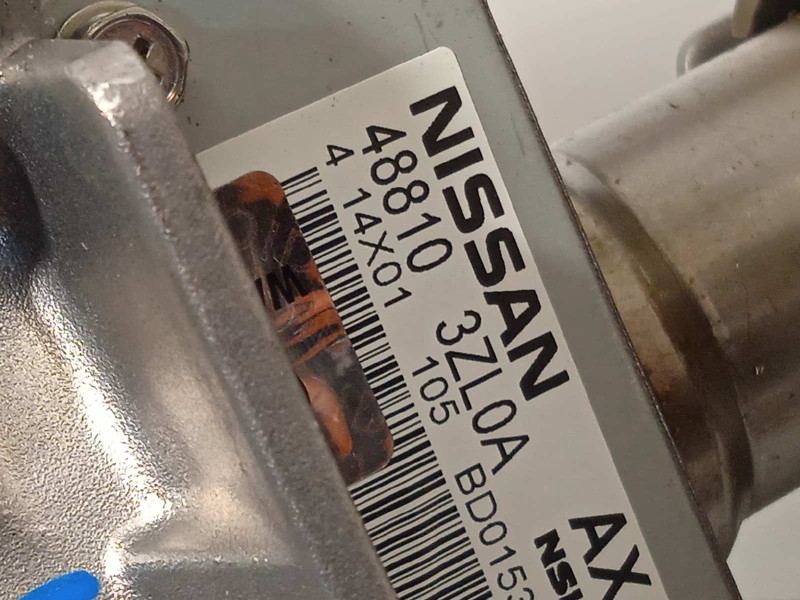 NISSAN
48810 3ZL0A AX
4 14X01 105 BD0153 NSK